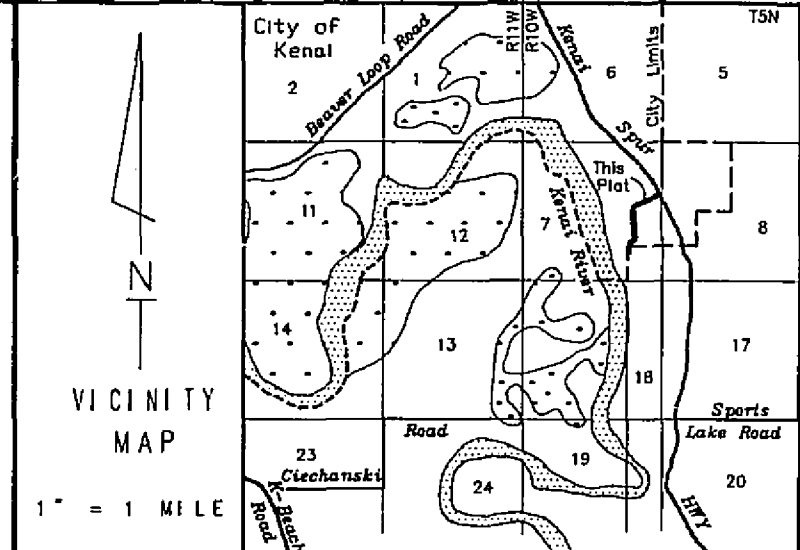 N
VICINITY
MAP
1" = 1 MILE
City of
Kenai
Beaver Loop Road
R11W
R10W
T5N
Kenai
Spur
City Limits
2
1
6
5
This
Plat
11
12
7
Kenai River
8
14
13
18
17
Road
Sports
Lake Road
23
Ciechanski
K-Beach
Road
24
19
20
HWY